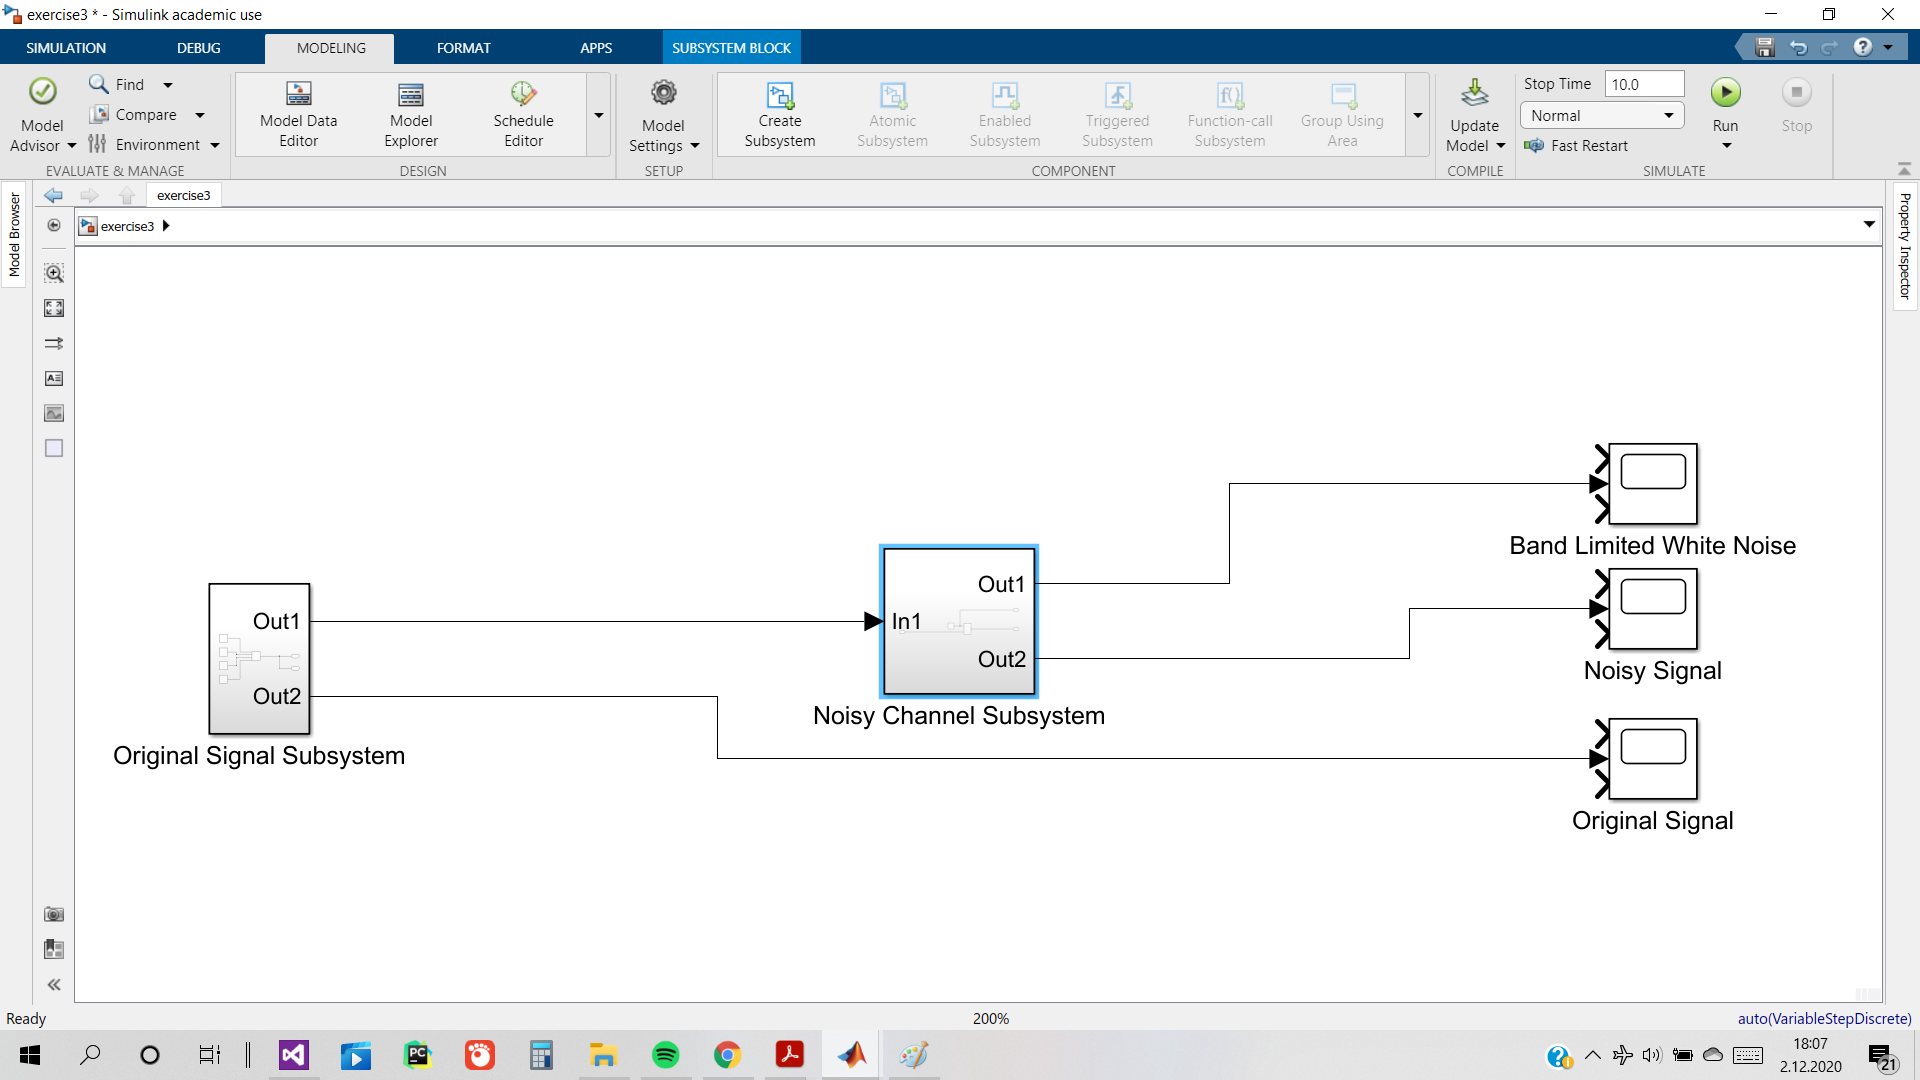 exercise3 * - Simulink academic use
SIMULATION DEBUG MODELING FORMAT APPS SUBSYSTEM BLOCK
Model Advisor
Find
Compare
Environment
EVALUATE & MANAGE
Model Data Editor
Model Explorer
Schedule Editor
DESIGN
Model Settings
SETUP
Create Subsystem
Atomic Subsystem
Enabled Subsystem
Triggered Subsystem
Function-call Subsystem
Group Using Area
COMPONENT
Update Model
COMPILE
Stop Time 10.0
Normal
Fast Restart
Run
Stop
SIMULATE
Model Browser
exercise3
exercise3
Property Inspector
Out1
Out2
Original Signal Subsystem
In1
Out1
Out2
Noisy Channel Subsystem
Band Limited White Noise
Noisy Signal
Original Signal
Ready
200%
auto(VariableStepDiscrete)
18:07
2.12.2020
21